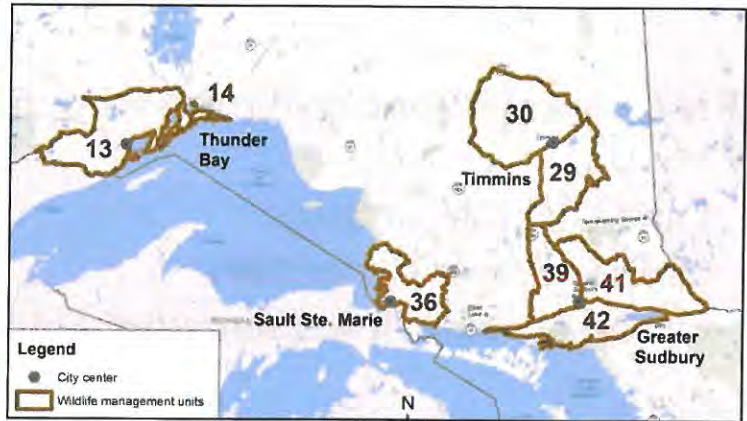 14
30
13
Thunder
Bay
Timmins
29
39
41
36
Sault Ste. Marie
42
Greater
Sudbury
Legend
City center
Wildlife management units
N